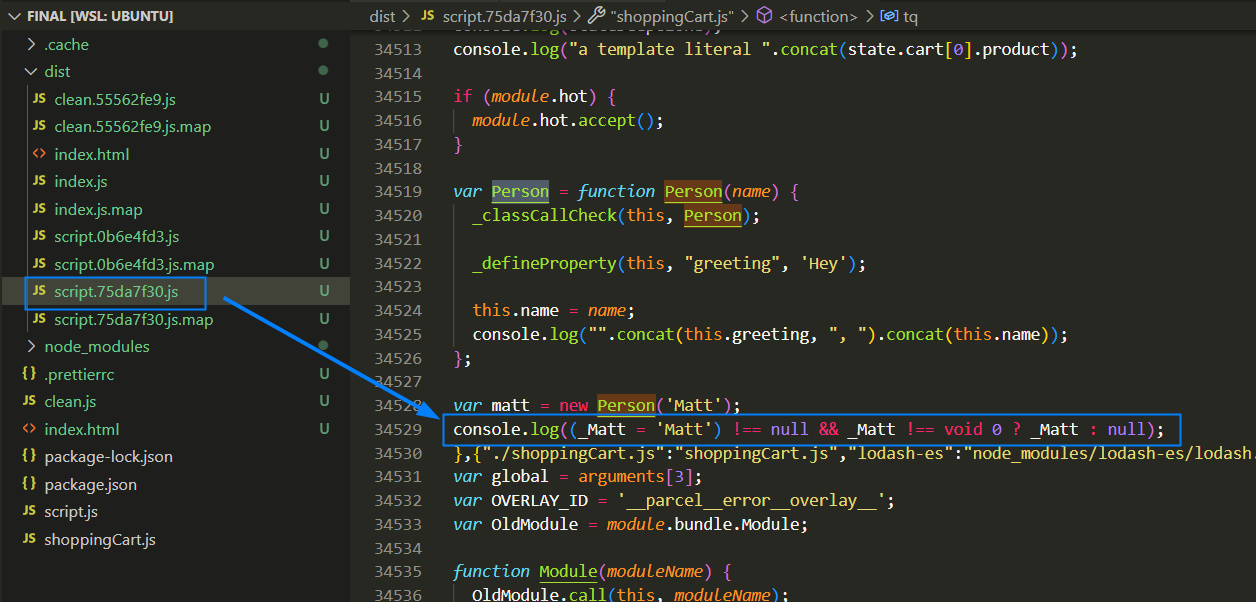 FINAL [WSL: UBUNTU]
.cache
dist
JS clean.55562fe9.js U
JS clean.55562fe9.js.map U
<> index.html U
JS index.js U
JS index.js.map U
JS script.0b6e4fd3.js U
JS script.0b6e4fd3.js.map U
JS script.75da7f30.js U
JS script.75da7f30.js.map U
node_modules
{} .prettierrc U
JS clean.js U
<> index.html U
{} package-lock.json
{} package.json
JS script.js
JS shoppingCart.js
dist > JS script.75da7f30.js > "shoppingCart.js" > <function> > tq
34513 console.log("a template literal ".concat(state.cart[0].product));
34514
34515 if (module.hot) {
34516 module.hot.accept();
34517 }
34518
34519 var Person = function Person(name) {
34520 _classCallCheck(this, Person);
34521
34522 _defineProperty(this, "greeting", 'Hey');
34523
34524 this.name = name;
34525 console.log("".concat(this.greeting, ", ").concat(this.name));
34526 };
34527
34528 var matt = new Person('Matt');
34529 console.log((_Matt = 'Matt') !== null && _Matt !== void 0 ? _Matt : null);
34530 },{"./shoppingCart.js":"shoppingCart.js","lodash-es":"node_modules/lodash-es/lodash.
34531 var global = arguments[3];
34532 var OVERLAY_ID = '__parcel__error__overlay__';
34533 var OldModule = module.bundle.Module;
34534
34535 function Module(moduleName) {
34536 OldModule.call(this, moduleName);